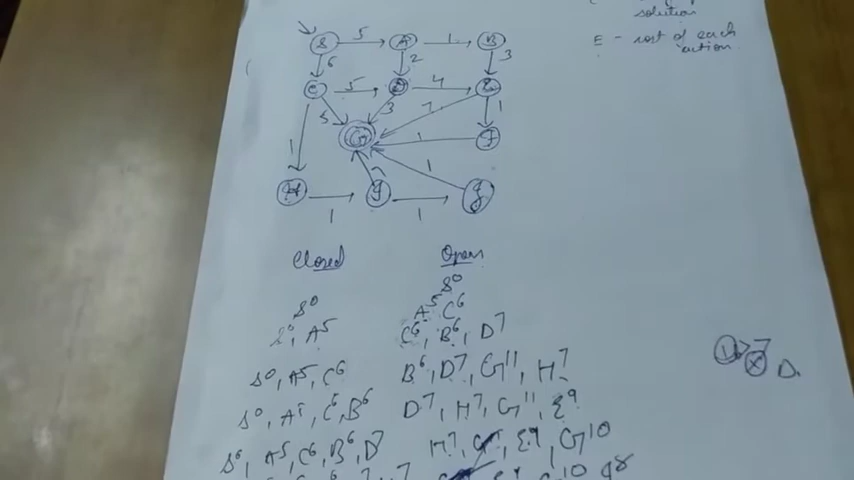 solution
E - cost of each
action
S 5 A 1 B
6 2 3
C 5 D 4 E
5 3 7 1
G 1 F
1 1
H 1 I 1 J
Closed Open
S⁰
S⁰ A⁵ C⁶
S⁰, A⁵ C⁶, B⁶, D⁷
S⁰, A⁵, C⁶ B⁶, D⁷, G¹¹, H⁷
S⁰, A⁵, C⁶, B⁶ D⁷, H⁷, G¹¹, E⁹
S⁰, A⁵, C⁶, B⁶, D⁷ H⁷, E⁹, G¹⁰